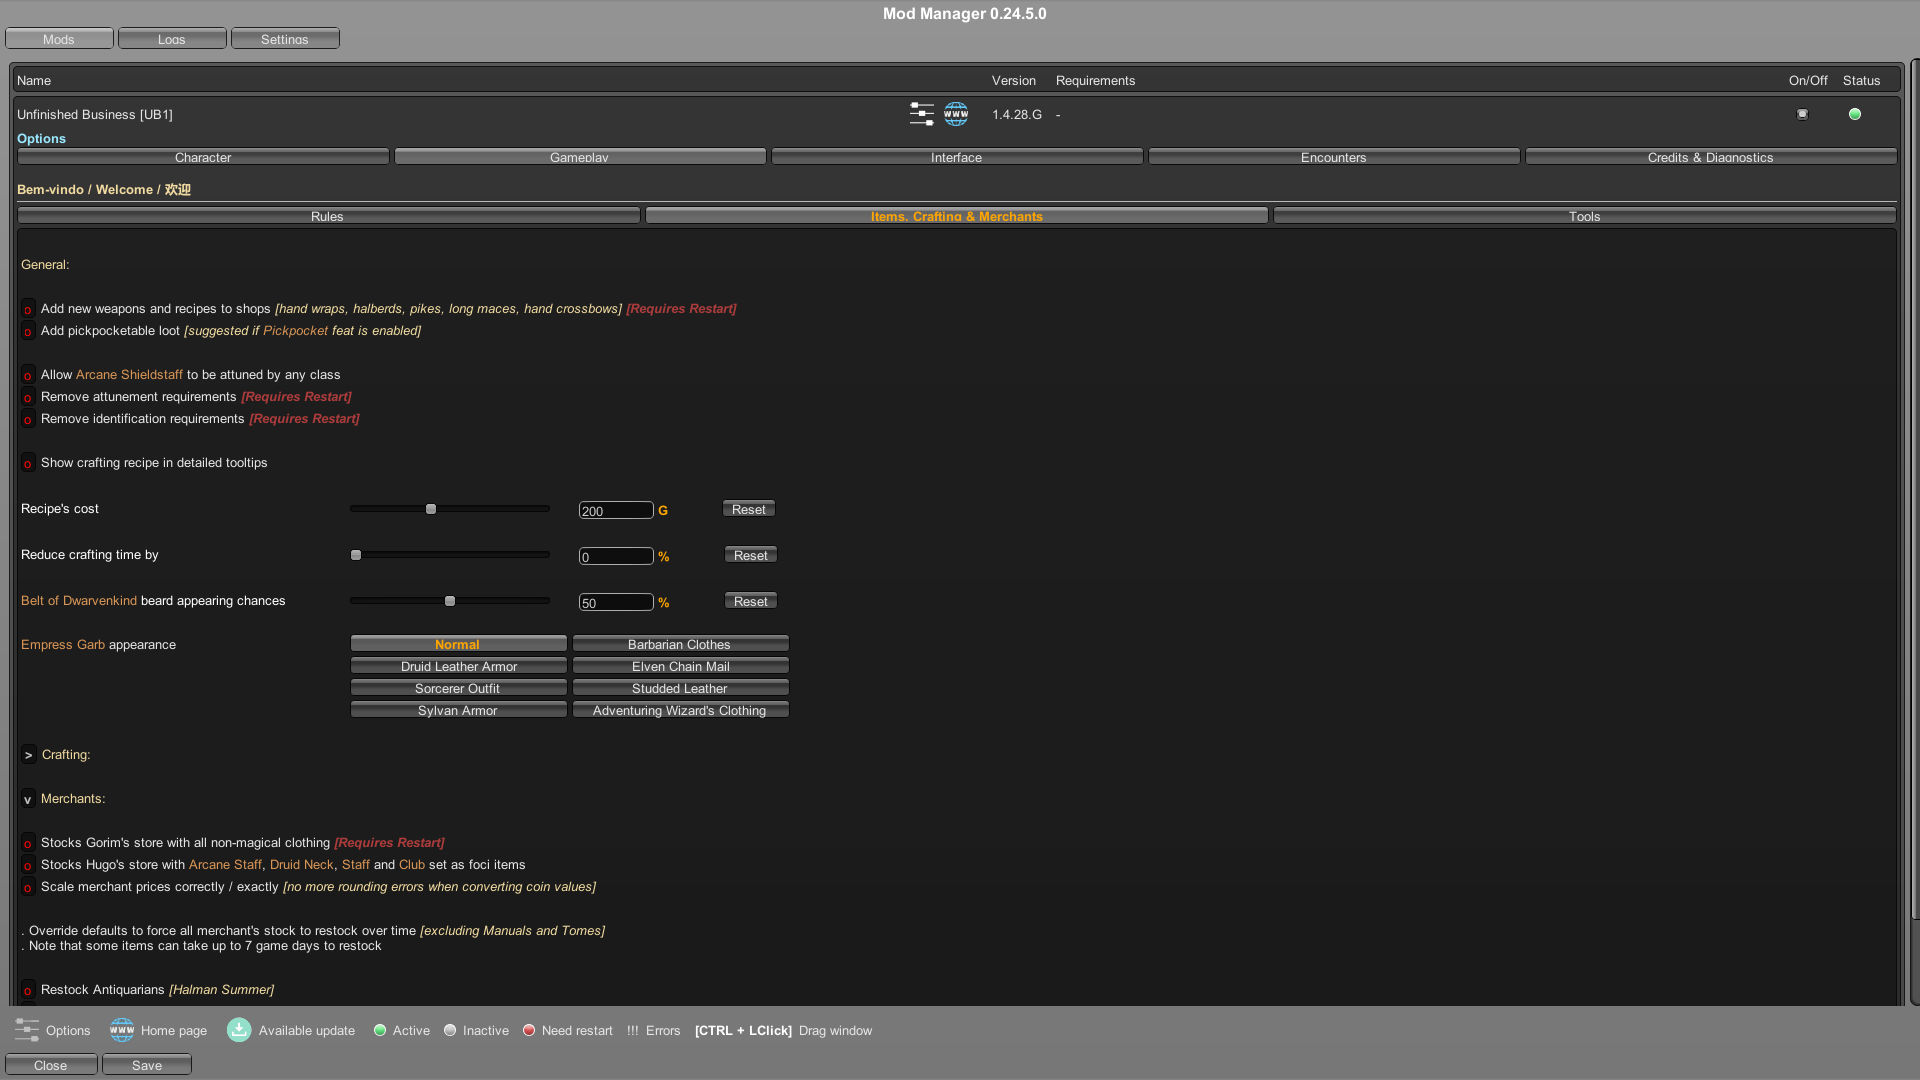 Mod Manager 0.24.5.0
Mods Logs Settings
Name Version Requirements On/Off Status
Unfinished Business [UB1] WWW 1.4.28.G - 
Options
Character Gameplay Interface Encounters Credits & Diagnostics
Bem-vindo / Welcome / 欢迎
Rules Items, Crafting & Merchants Tools
General:
o Add new weapons and recipes to shops [hand wraps, halberds, pikes, long maces, hand crossbows] [Requires Restart]
o Add pickpocketable loot [suggested if Pickpocket feat is enabled]
o Allow Arcane Shieldstaff to be attuned by any class
o Remove attunement requirements [Requires Restart]
o Remove identification requirements [Requires Restart]
o Show crafting recipe in detailed tooltips
Recipe's cost 200 G Reset
Reduce crafting time by 0 % Reset
Belt of Dwarvenkind beard appearing chances 50 % Reset
Empress Garb appearance Normal Barbarian Clothes
Druid Leather Armor Elven Chain Mail
Sorcerer Outfit Studded Leather
Sylvan Armor Adventuring Wizard's Clothing
> Crafting:
v Merchants:
o Stocks Gorim's store with all non-magical clothing [Requires Restart]
o Stocks Hugo's store with Arcane Staff, Druid Neck, Staff and Club set as foci items
o Scale merchant prices correctly / exactly [no more rounding errors when converting coin values]
. Override defaults to force all merchant's stock to restock over time [excluding Manuals and Tomes]
. Note that some items can take up to 7 game days to restock
o Restock Antiquarians [Halman Summer]
Options WWW Home page Available update Active Inactive Need restart !!! Errors [CTRL + LClick] Drag window
Close Save